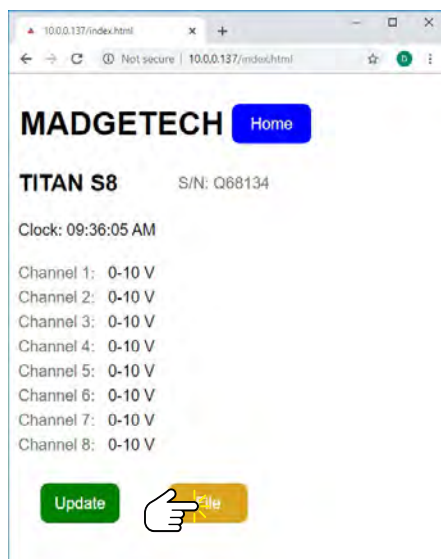 10.0.0.137/index.html
Not secure | 10.0.0.137/index.html
MADGETECH Home
TITAN S8 S/N: Q68134
Clock: 09:36:05 AM
Channel 1: 0-10 V
Channel 2: 0-10 V
Channel 3: 0-10 V
Channel 4: 0-10 V
Channel 5: 0-10 V
Channel 6: 0-10 V
Channel 7: 0-10 V
Channel 8: 0-10 V
Update File